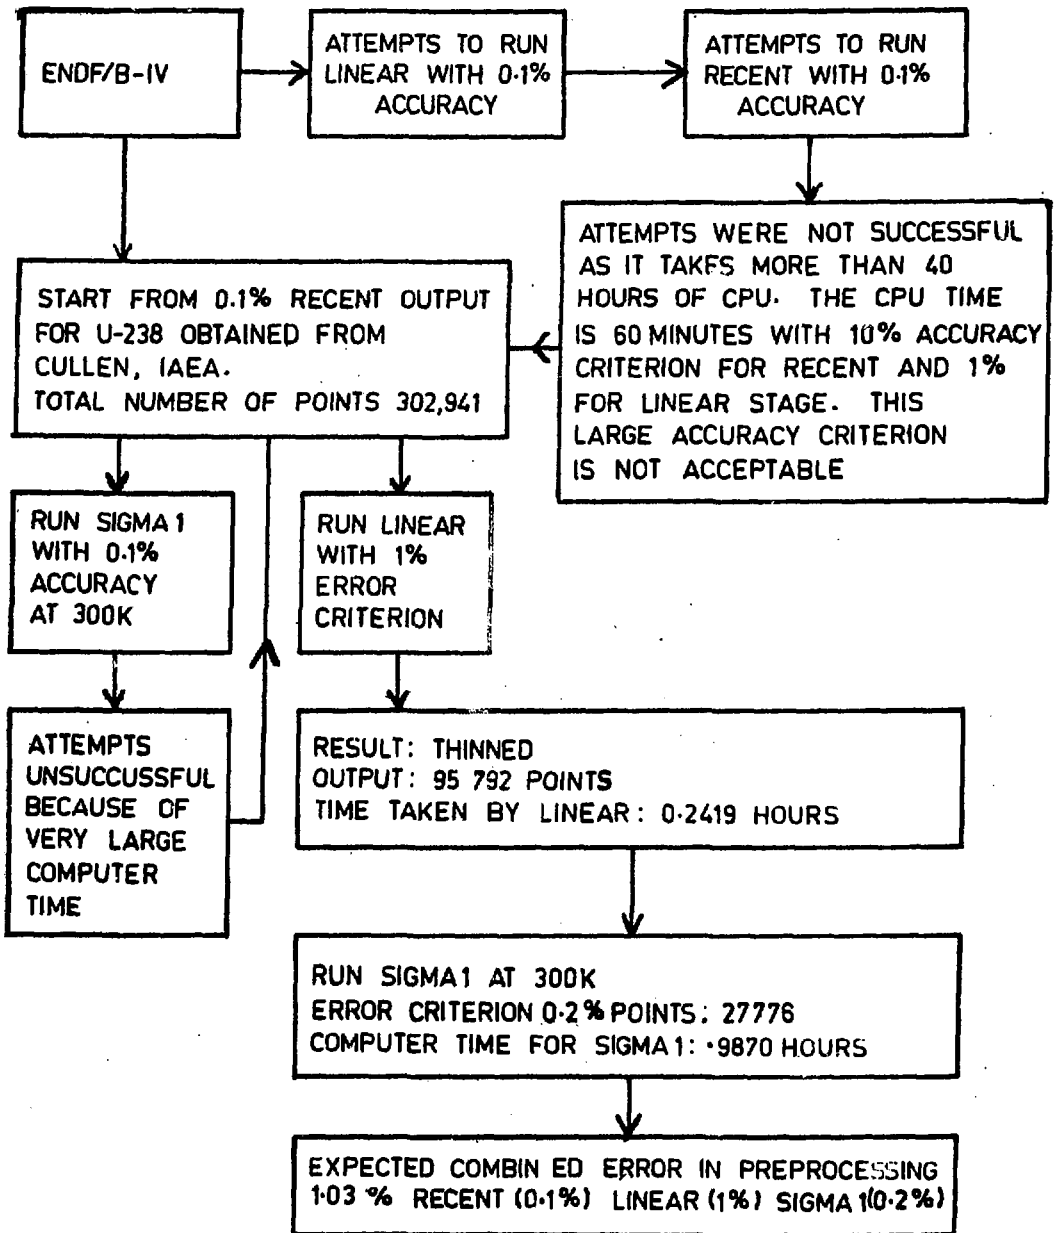 ENDF/B-IV
ATTEMPTS TO RUN
LINEAR WITH 0.1%
ACCURACY
ATTEMPTS TO RUN
RECENT WITH 0.1%
ACCURACY
ATTEMPTS WERE NOT SUCCESSFUL
AS IT TAKFS MORE THAN 40
HOURS OF CPU. THE CPU TIME
IS 60 MINUTES WITH 10% ACCURACY
CRITERION FOR RECENT AND 1%
FOR LINEAR STAGE. THIS
LARGE ACCURACY CRITERION
IS NOT ACCEPTABLE
START FROM 0.1% RECENT OUTPUT
FOR U-238 OBTAINED FROM
CULLEN, IAEA.
TOTAL NUMBER OF POINTS 302,941
RUN SIGMA1
WITH 0.1%
ACCURACY
AT 300K
RUN LINEAR
WITH 1%
ERROR
CRITERION
ATTEMPTS
UNSUCCUSSFUL
BECAUSE OF
VERY LARGE
COMPUTER
TIME
RESULT: THINNED
OUTPUT: 95 792 POINTS
TIME TAKEN BY LINEAR: 0.2419 HOURS
RUN SIGMA1 AT 300K
ERROR CRITERION 0.2% POINTS: 27776
COMPUTER TIME FOR SIGMA1: .9870 HOURS
EXPECTED COMBIN ED ERROR IN PREPROCESSING
1.03 % RECENT (0.1%) LINEAR (1%) SIGMA1(0.2%)